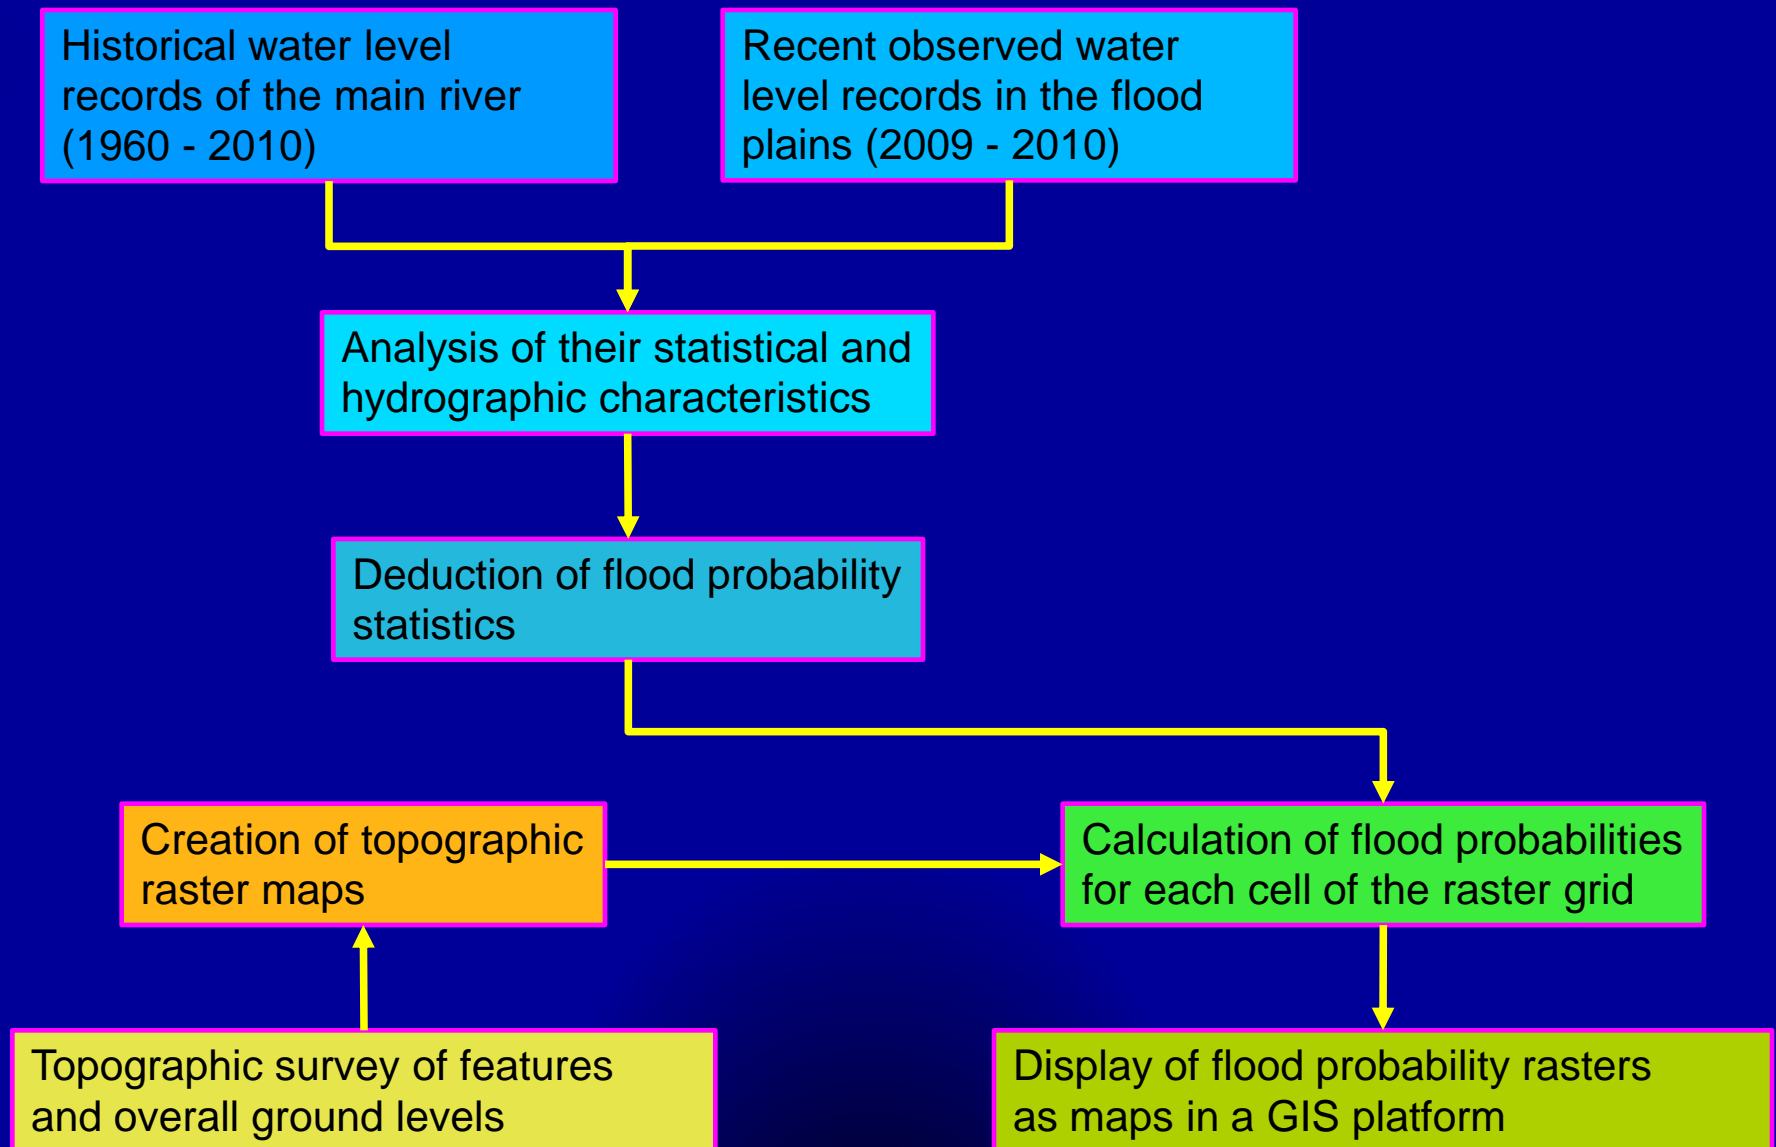 Historical water level
records of the main river
(1960 - 2010)
Recent observed water
level records in the flood
plains (2009 - 2010)
Analysis of their statistical and
hydrographic characteristics
Deduction of flood probability
statistics
Creation of topographic
raster maps
Calculation of flood probabilities
for each cell of the raster grid
Topographic survey of features
and overall ground levels
Display of flood probability rasters
as maps in a GIS platform